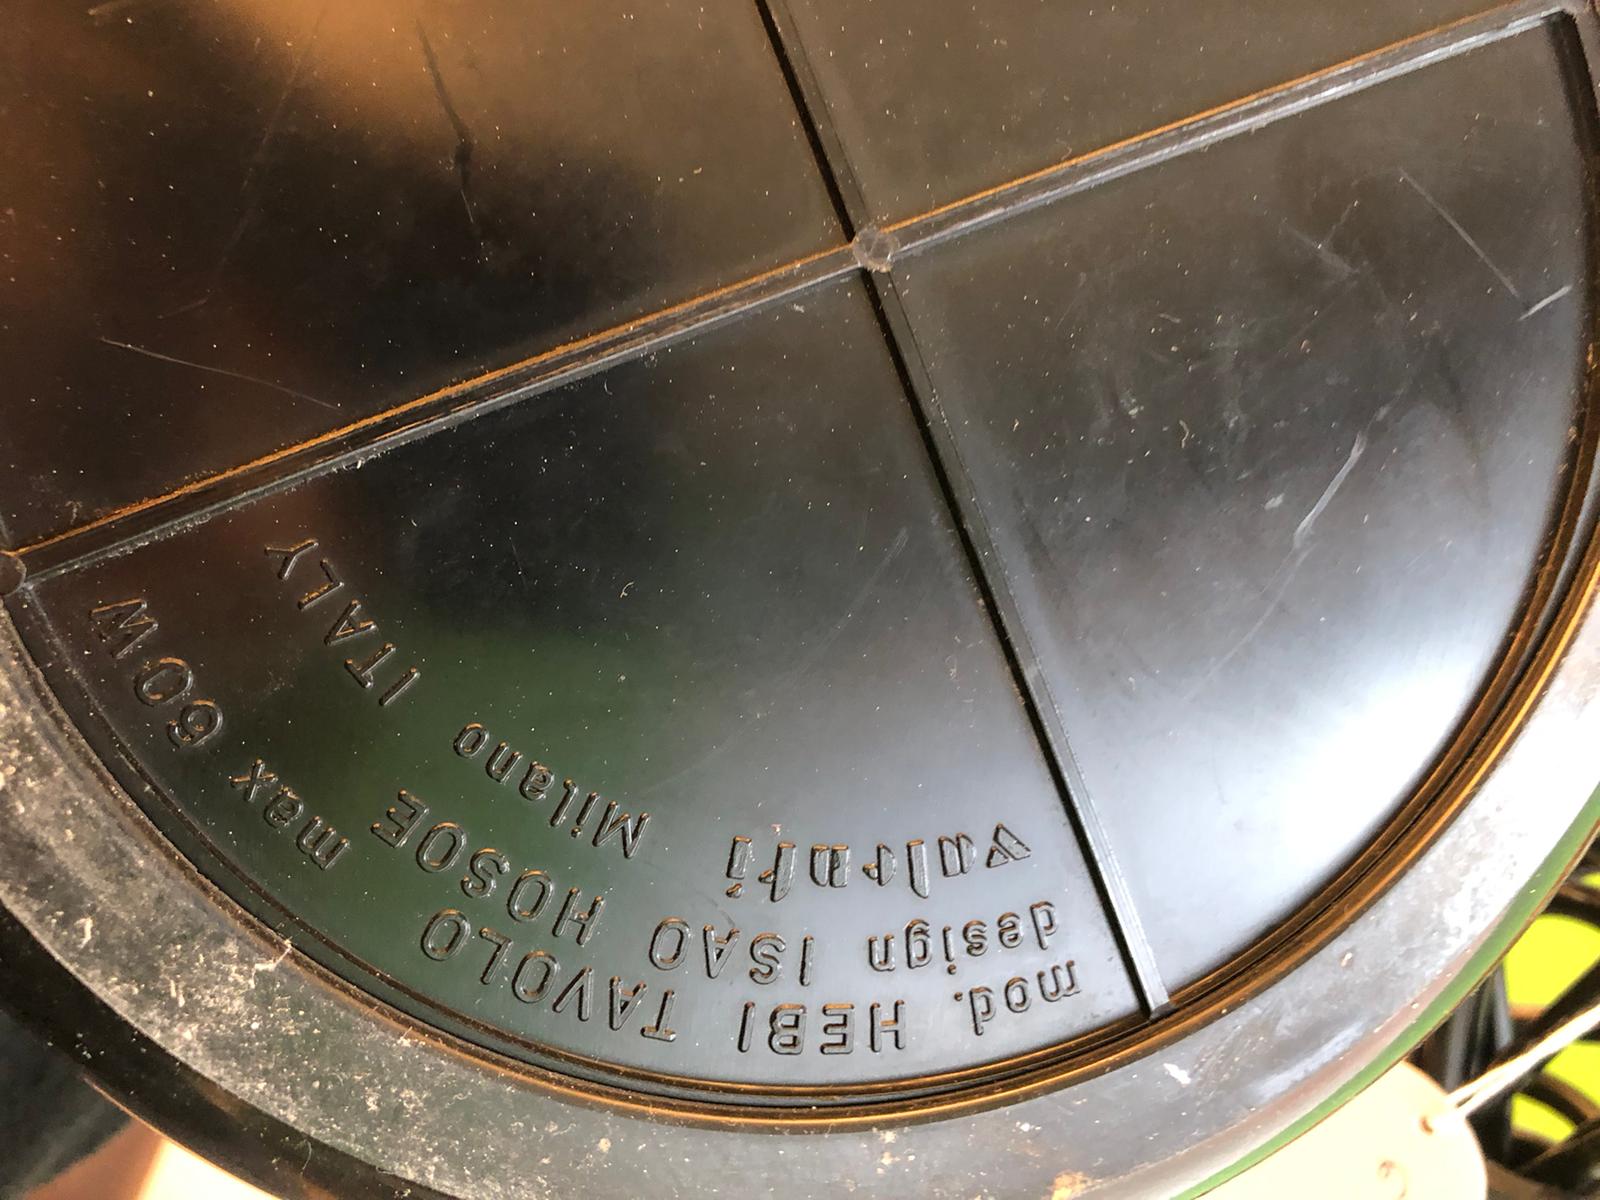 mod. HEBI TAVOLO max 60W
design ISAO HOSOE
valenti Milano ITALY